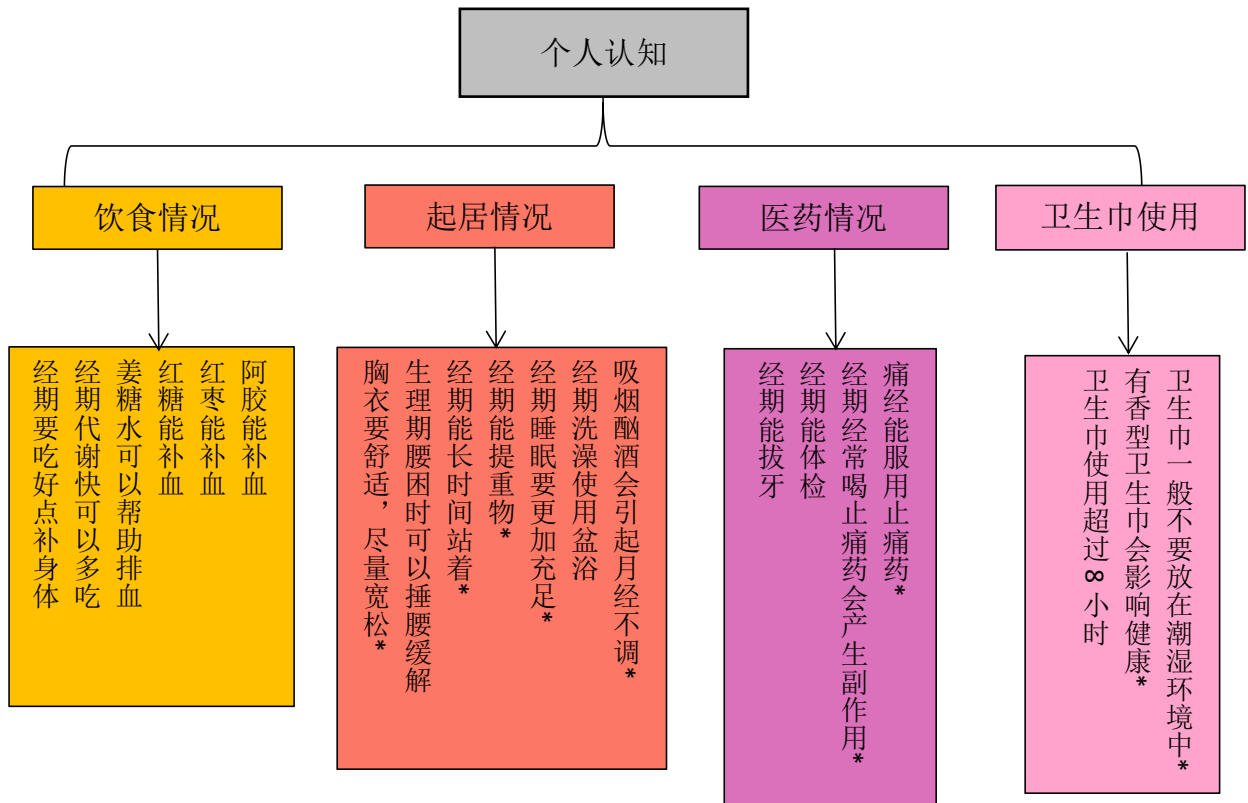 个人认知
饮食情况
起居情况
医药情况
卫生巾使用
阿胶能补血
红枣能补血
红糖能补血
姜糖水可以帮助排血
经期代谢快可以多吃
经期要吃好点补身体
吸烟酗酒会引起月经不调*
经期洗澡使用盆浴
经期睡眠要更加充足*
经期能提重物*
经期能长时间站着*
生理期腰困时可以捶腰缓解
胸衣要舒适，尽量宽松*
痛经能服用止痛药*
经期经常喝止痛药会产生副作用*
经期能体检
经期能拔牙
卫生巾一般不要放在潮湿环境中*
有香型卫生巾会影响健康*
卫生巾使用超过8小时